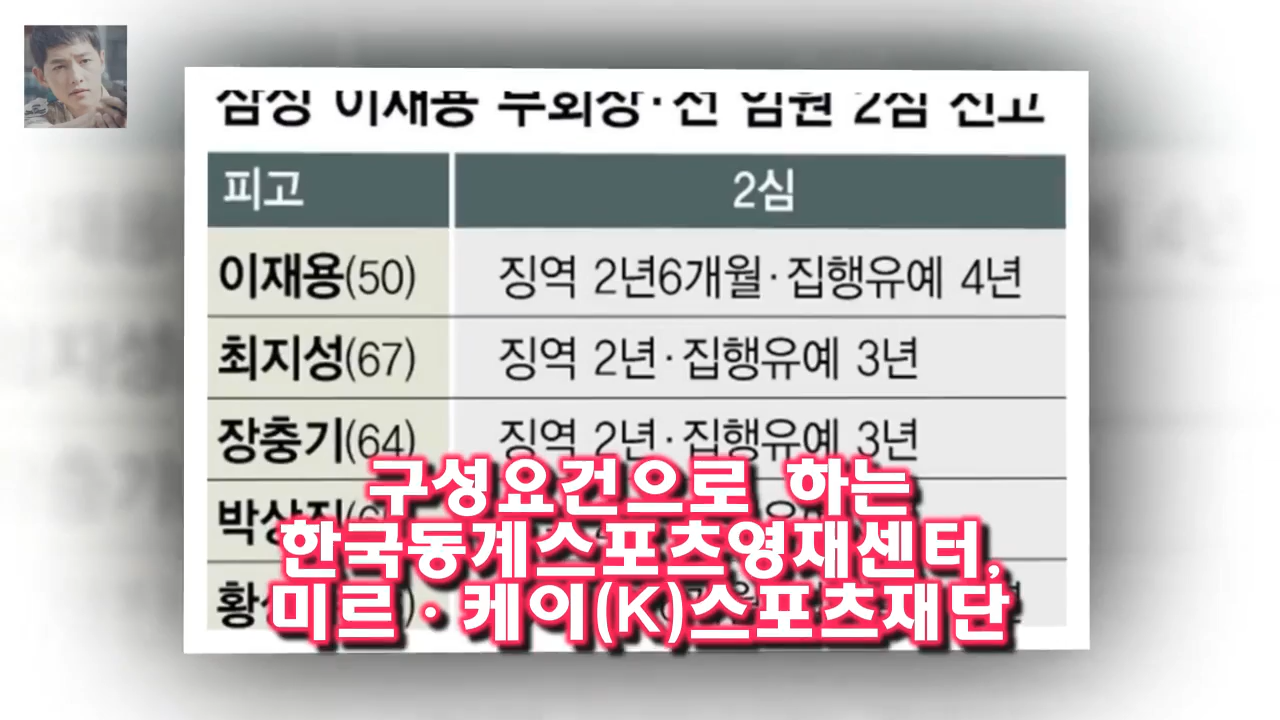 삼성 이재용 부회장·전 임원 2심 선고
피고 2심
이재용(50) 징역 2년6개월·집행유예 4년
최지성(67) 징역 2년·집행유예 3년
장충기(64) 징역 2년·집행유예 3년
박상진
황
구성요건으로 하는
한국동계스포츠영재센터,
미르·케이(K)스포츠재단